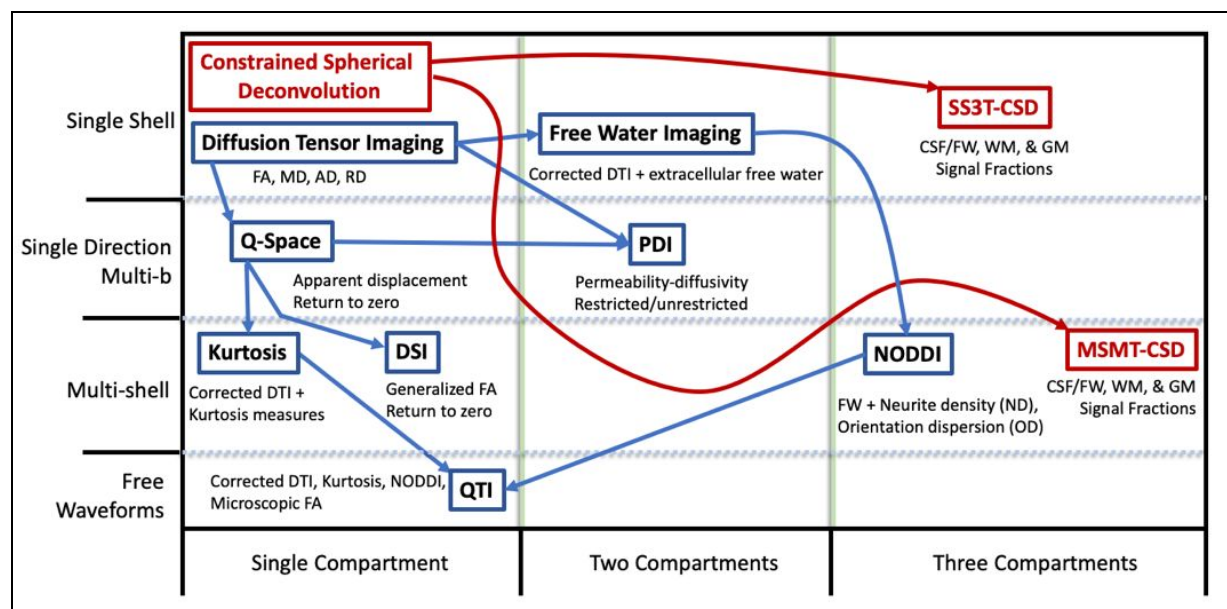 Single Shell
Constrained Spherical
Deconvolution
SS3T-CSD
CSF/FW, WM, & GM
Signal Fractions
Diffusion Tensor Imaging
FA, MD, AD, RD
Free Water Imaging
Corrected DTI + extracellular free water
Single Direction
Multi-b
Q-Space
Apparent displacement
Return to zero
PDI
Permeability-diffusivity
Restricted/unrestricted
Multi-shell
Kurtosis
Corrected DTI +
Kurtosis measures
DSI
Generalized FA
Return to zero
NODDI
FW + Neurite density (ND),
Orientation dispersion (OD)
MSMT-CSD
CSF/FW, WM, & GM
Signal Fractions
Free
Waveforms
Corrected DTI, Kurtosis, NODDI,
Microscopic FA
QTI
Single Compartment
Two Compartments
Three Compartments